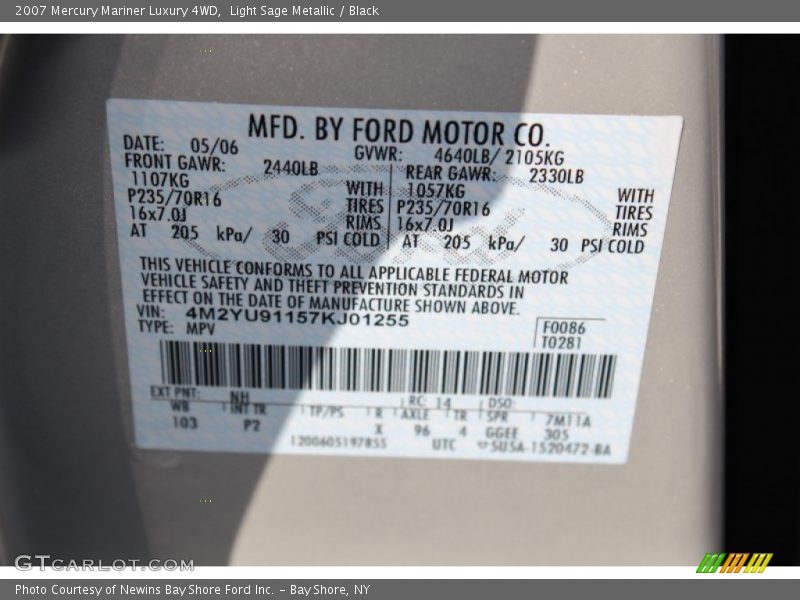 2007 Mercury Mariner Luxury 4WD, Light Sage Metallic / Black
MFD. BY FORD MOTOR CO.
DATE: 05/06 GVWR: 4640LB/ 2105KG
FRONT GAWR: 2440LB REAR GAWR: 2330LB
1107KG WITH 1057KG WITH
P235/70R16 TIRES P235/70R16 TIRES
16x7.0J RIMS 16x7.0J RIMS
AT 205 kPa/ 30 PSI COLD AT 205 kPa/ 30 PSI COLD
THIS VEHICLE CONFORMS TO ALL APPLICABLE FEDERAL MOTOR
VEHICLE SAFETY AND THEFT PREVENTION STANDARDS IN
EFFECT ON THE DATE OF MANUFACTURE SHOWN ABOVE.
VIN: 4M2YU91157KJ01255
TYPE: MPV
F0086
T0281
EXT PNT: NH RC: 14 DSO:
WB INT TR TP/PS R AXLE TR SPR 7M11A
103 P2 X 96 4 GGEE 305
1200605197855 UTC 5U5A-1520472-BA
GTCARLOT.COM
Photo Courtesy of Newins Bay Shore Ford Inc. - Bay Shore, NY